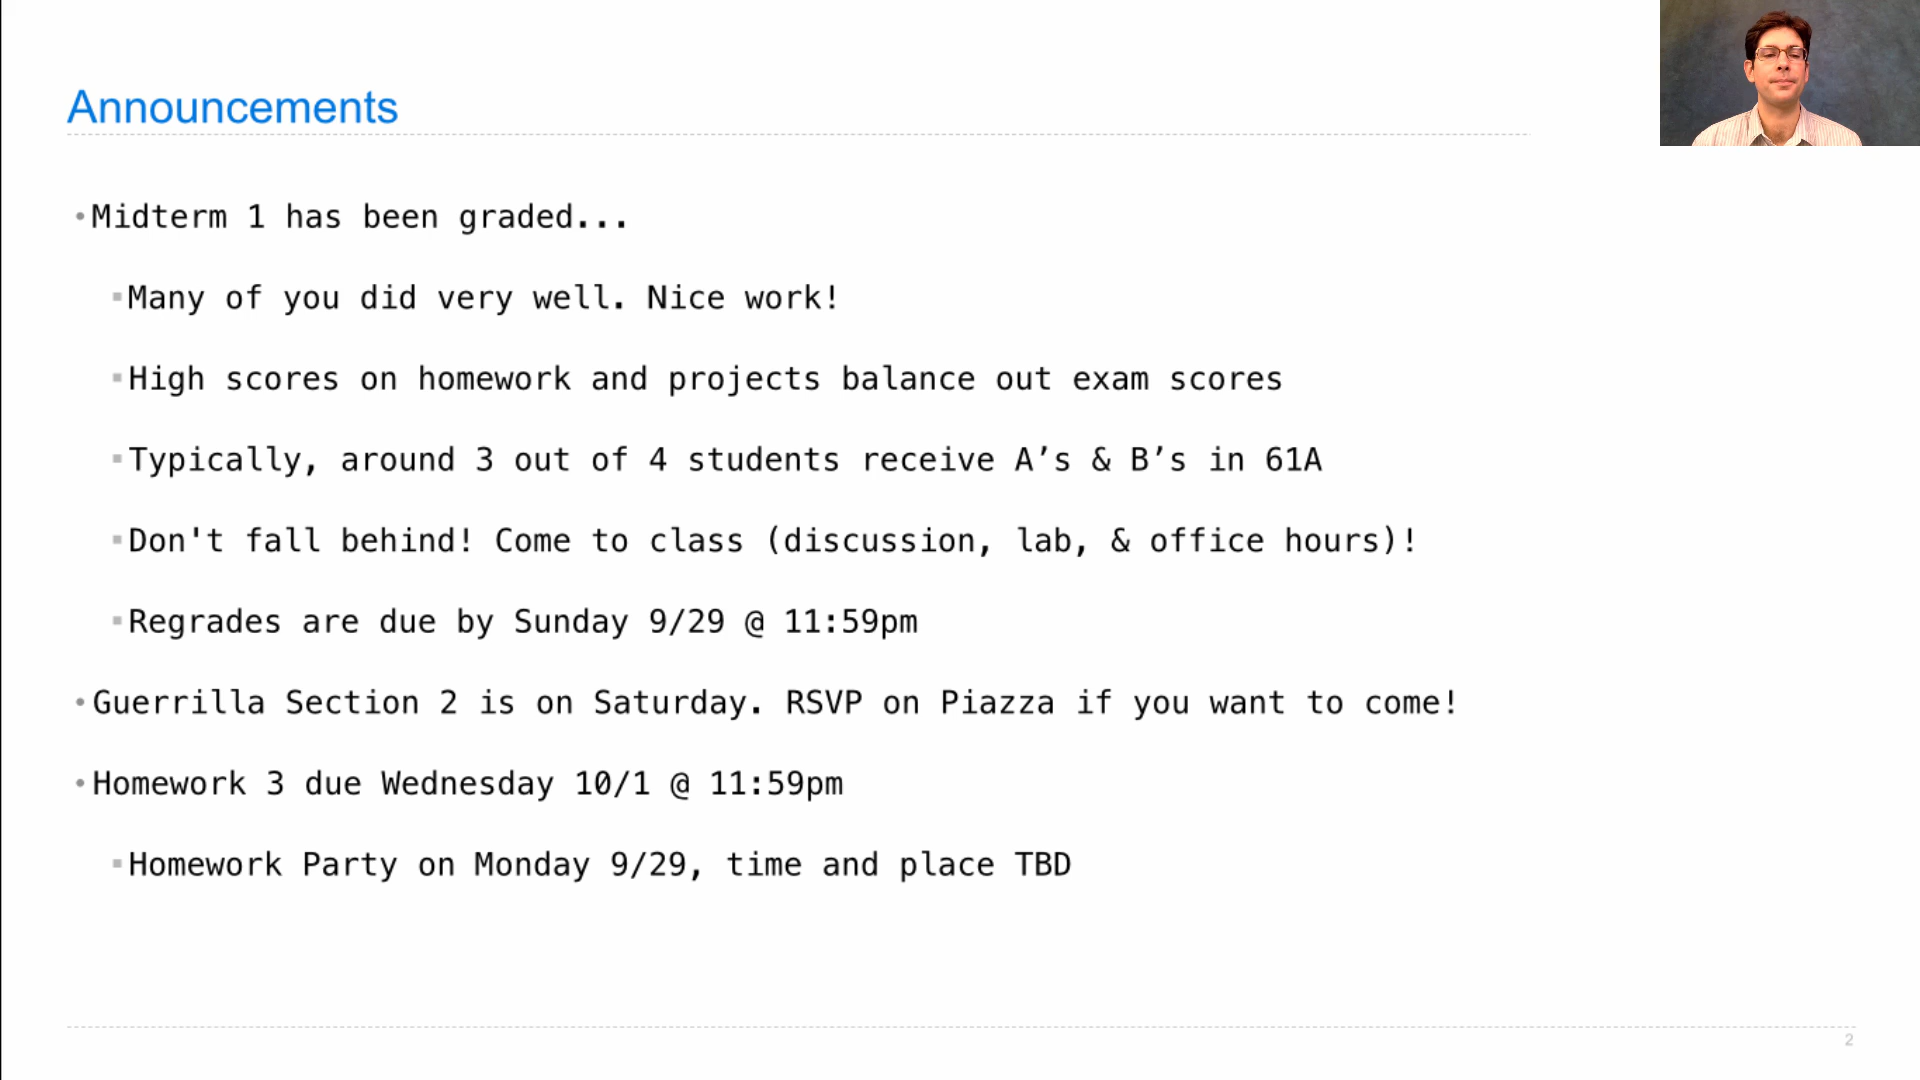 Announcements
•Midterm 1 has been graded...
▪Many of you did very well. Nice work!
▪High scores on homework and projects balance out exam scores
▪Typically, around 3 out of 4 students receive A’s & B’s in 61A
▪Don't fall behind! Come to class (discussion, lab, & office hours)!
▪Regrades are due by Sunday 9/29 @ 11:59pm
•Guerrilla Section 2 is on Saturday. RSVP on Piazza if you want to come!
•Homework 3 due Wednesday 10/1 @ 11:59pm
▪Homework Party on Monday 9/29, time and place TBD
2